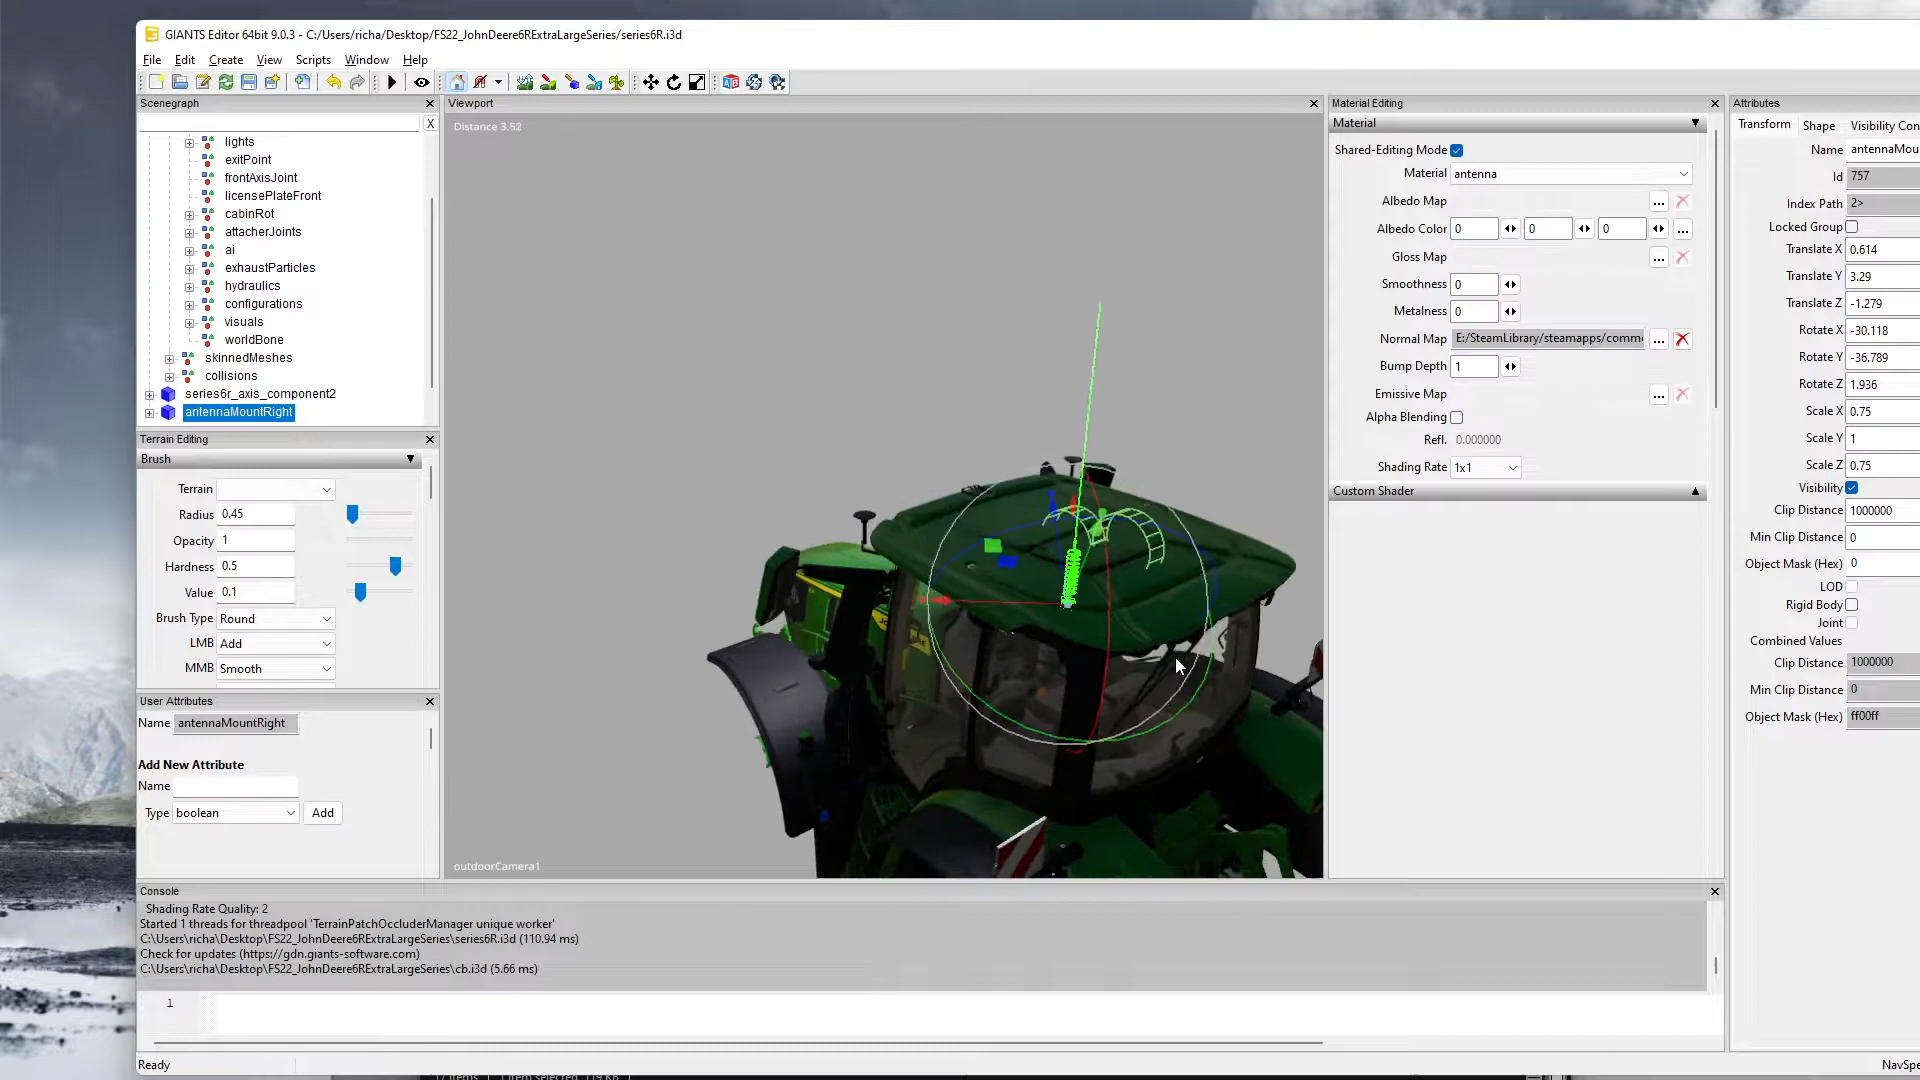 GIANTS Editor 64bit 9.0.3 - C:/Users/richa/Desktop/FS22_JohnDeere6RExtraLargeSeries/series6R.i3d
File Edit Create View Scripts Window Help
Scenegraph
X
lights
exitPoint
frontAxisJoint
licensePlateFront
cabinRot
attacherJoints
ai
exhaustParticles
hydraulics
configurations
visuals
worldBone
skinnedMeshes
collisions
series6r_axis_component2
antennaMountRight
Terrain Editing
Brush
Terrain
Radius 0.45
Opacity 1
Hardness 0.5
Value 0.1
Brush Type Round
LMB Add
MMB Smooth
User Attributes
Name antennaMountRight
Add New Attribute
Name
Type boolean Add
Viewport
Distance 3.52
outdoorCamera1
Material Editing
Material
Shared-Editing Mode
Material antenna
Albedo Map ...
Albedo Color 0 0 0 ...
Gloss Map ...
Smoothness 0
Metalness 0
Normal Map E:/SteamLibrary/steamapps/comm ...
Bump Depth 1
Emissive Map ...
Alpha Blending
Refl. 0.000000
Shading Rate 1x1
Custom Shader
Attributes
Transform Shape Visibility Con
Name antennaMou
Id 757
Index Path 2>
Locked Group
Translate X 0.614
Translate Y 3.29
Translate Z -1.279
Rotate X -30.118
Rotate Y -36.789
Rotate Z 1.936
Scale X 0.75
Scale Y 1
Scale Z 0.75
Visibility
Clip Distance 1000000
Min Clip Distance 0
Object Mask (Hex) 0
LOD
Rigid Body
Joint
Combined Values
Clip Distance 1000000
Min Clip Distance 0
Object Mask (Hex) ff00ff
Console
Shading Rate Quality: 2
Started 1 threads for threadpool 'TerrainPatchOccluderManager unique worker'
C:\Users\richa\Desktop\FS22_JohnDeere6RExtraLargeSeries\series6R.i3d (110.94 ms)
Check for updates (https://gdn.giants-software.com)
C:\Users\richa\Desktop\FS22_JohnDeere6RExtraLargeSeries\cb.i3d (5.66 ms)
1
Ready
NavSpe